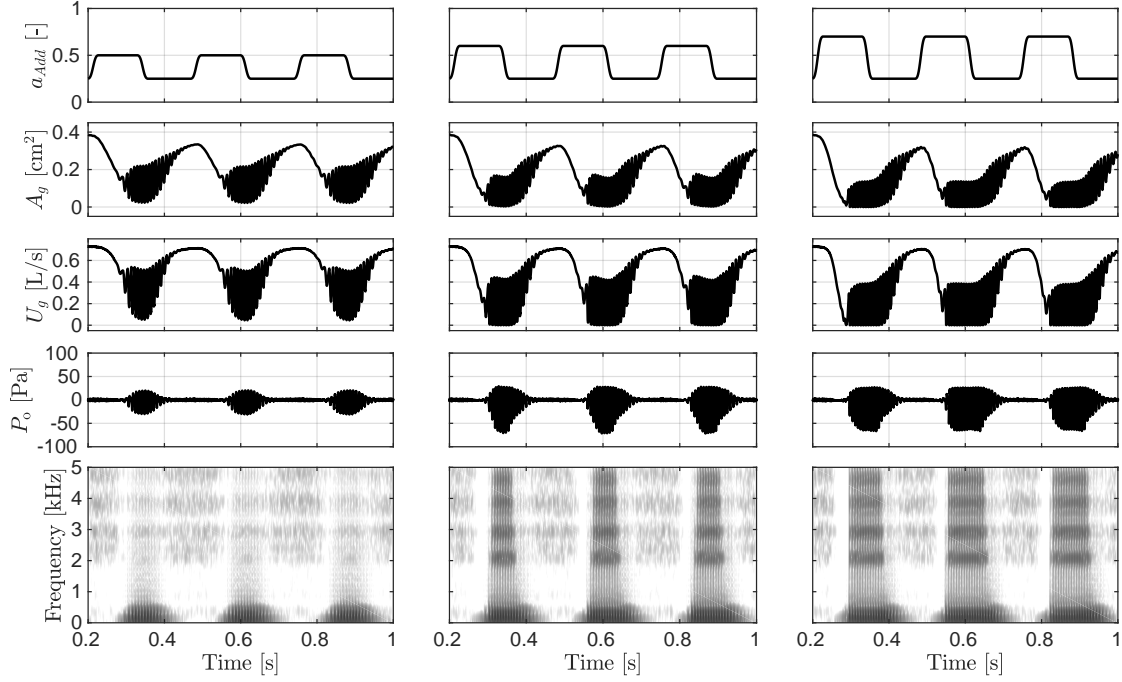 a_Add [-]
1
0.5
0
A_g [cm²]
0.4
0.2
0
U_g [L/s]
0.6
0.4
0.2
0
P_o [Pa]
100
50
0
-50
-100
Frequency [kHz]
5
4
3
2
1
0
0.2 0.4 0.6 0.8 1
0.2 0.4 0.6 0.8 1
0.2 0.4 0.6 0.8 1
Time [s]
Time [s]
Time [s]